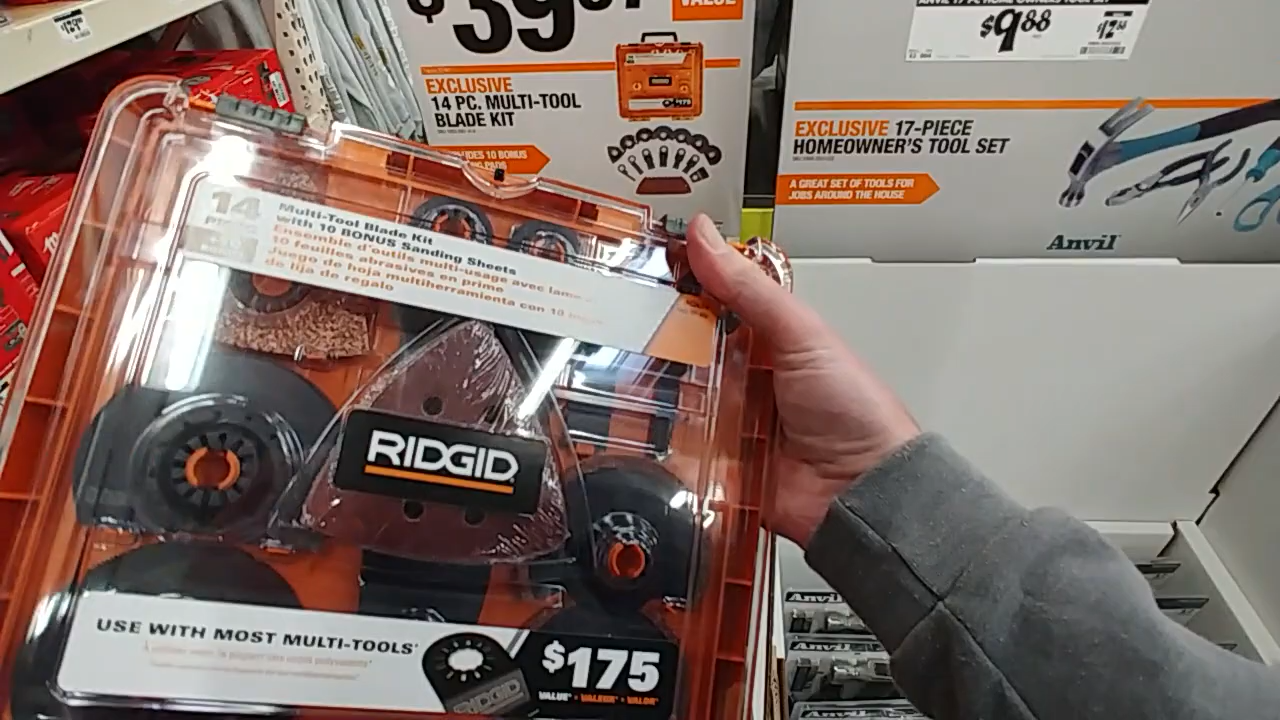 $39
VALUE
EXCLUSIVE
14 PC. MULTI-TOOL
BLADE KIT
$9.88
EXCLUSIVE 17-PIECE
HOMEOWNER'S TOOL SET
A GREAT SET OF TOOLS FOR
JOBS AROUND THE HOUSE
Anvil
14
Multi-Tool Blade Kit
with 10 BONUS Sanding Sheets
Ensemble d'outils multi-usage avec
10 feuilles abrasives en prime
Juego de hoja multiherramienta con 10
de lija de regalo
RIDGID
USE WITH MOST MULTI-TOOLS*
RIDGID
$175
VALUE* • VALEUR* • VALOR*
Anvil
Anvil
Anvil